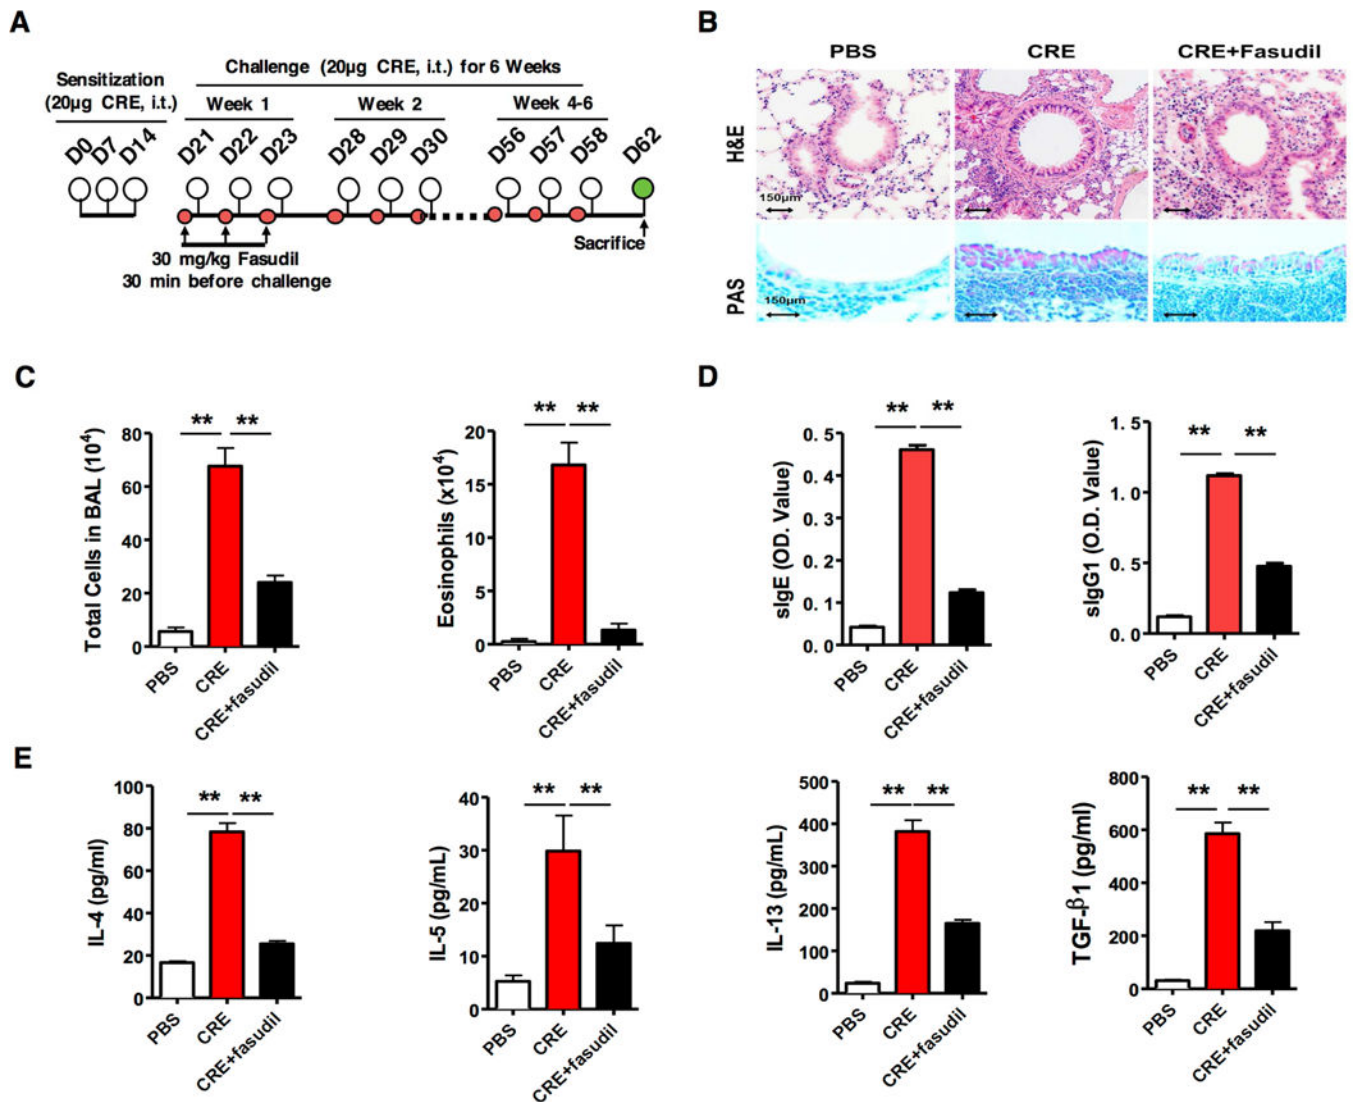 A
Challenge (20µg CRE, i.t.) for 6 Weeks
Sensitization
(20µg CRE, i.t.)
Week 1
Week 2
Week 4-6
D0
D7
D14
D21
D22
D23
D28
D29
D30
D56
D57
D58
D62
30 mg/kg Fasudil
30 min before challenge
Sacrifice
B
PBS
CRE
CRE+Fasudil
H&E
150µm
PAS
150µm
C
Total Cells in BAL (10⁴)
80
60
40
20
0
** **
PBS
CRE
CRE+fasudil
Eosinophils (x10⁴)
20
15
10
5
0
** **
PBS
CRE
CRE+fasudil
D
sIgE (OD. Value)
0. 5
0. 4
0. 3
0. 2
0. 1
0. 0
** **
PBS
CRE
CRE+fasudil
sIgG1 (O.D. Value)
1. 5
1. 0
0. 5
0. 0
** **
PBS
CRE
CRE+fasudil
E
IL-4 (pg/ml)
100
80
60
40
20
0
** **
PBS
CRE
CRE+fasudil
IL-5 (pg/mL)
40
30
20
10
0
** **
PBS
CRE
CRE+fasudil
IL-13 (pg/mL)
500
400
300
200
100
0
** **
PBS
CRE
CRE+fasudil
TGF-β1 (pg/ml)
800
600
400
200
0
** **
PBS
CRE
CRE+fasudil